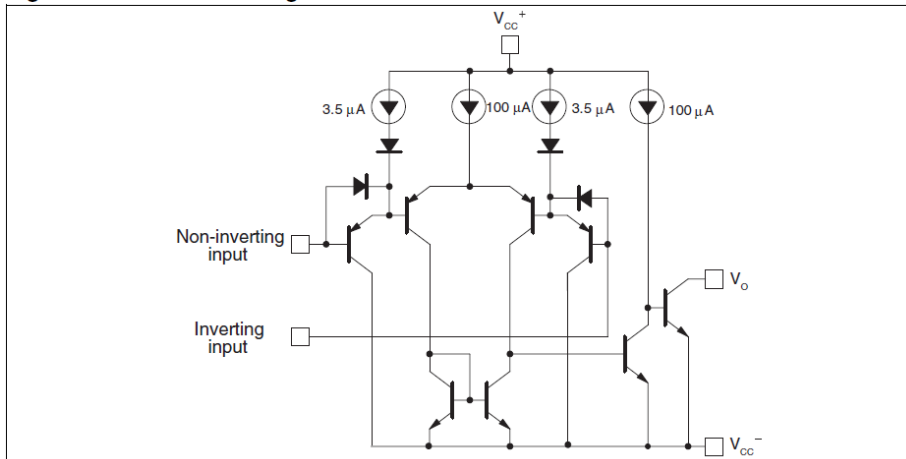 V_CC^+
3.5 μA
100 μA
3.5 μA
100 μA
Non-inverting
input
V_O
Inverting
input
V_CC^-